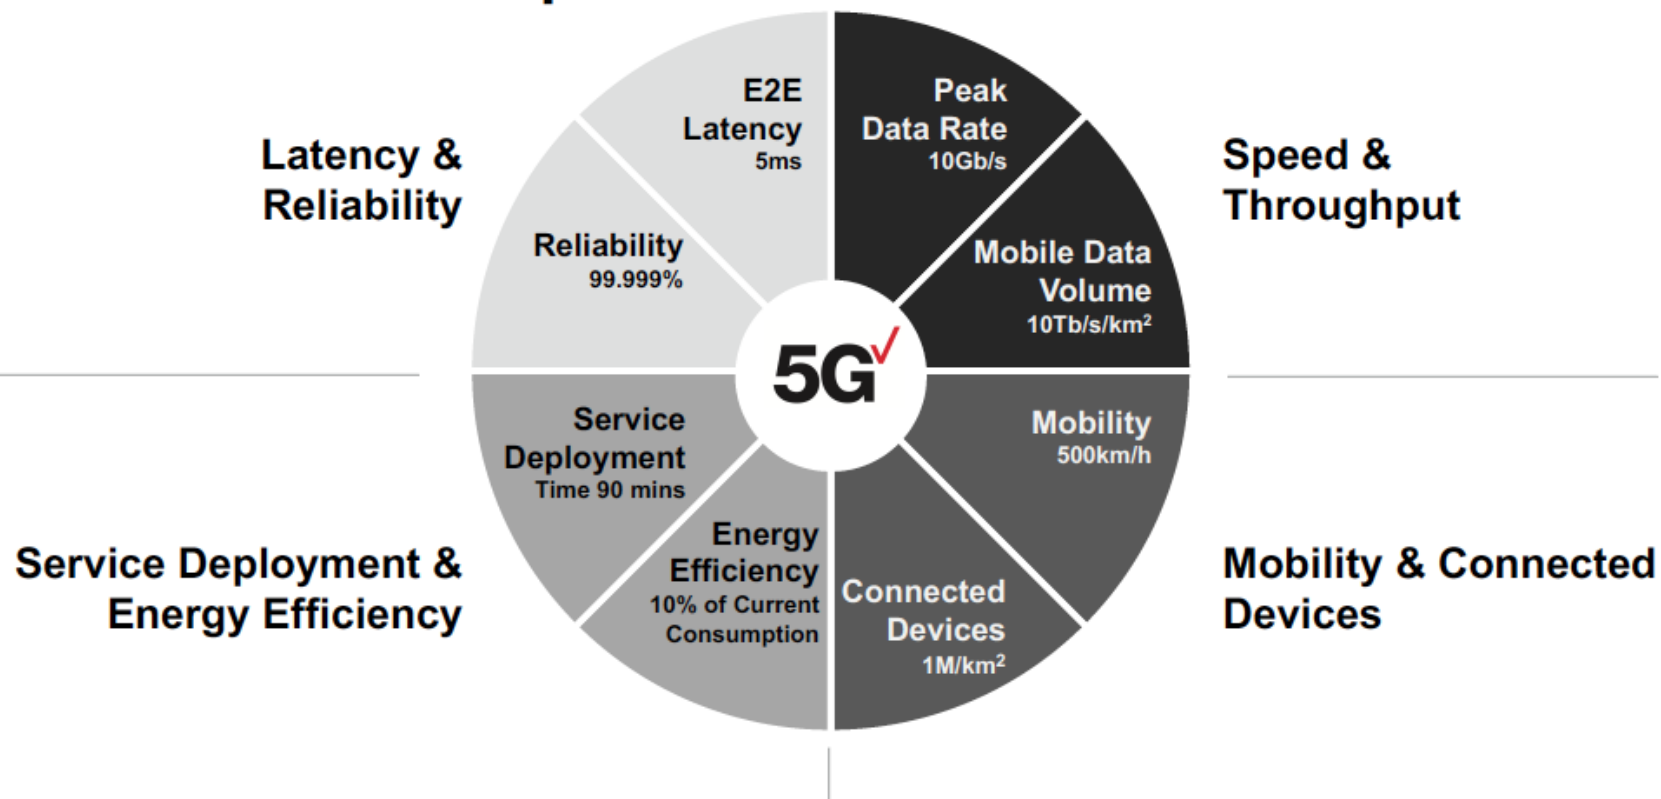 Latency &
Reliability
E2E
Latency
5ms
Reliability
99.999%
Peak
Data Rate
10Gb/s
Mobile Data
Volume
10Tb/s/km²
Speed &
Throughput
5G
Service
Deployment
Time 90 mins
Energy
Efficiency
10% of Current
Consumption
Service Deployment &
Energy Efficiency
Mobility
500km/h
Connected
Devices
1M/km²
Mobility & Connected
Devices